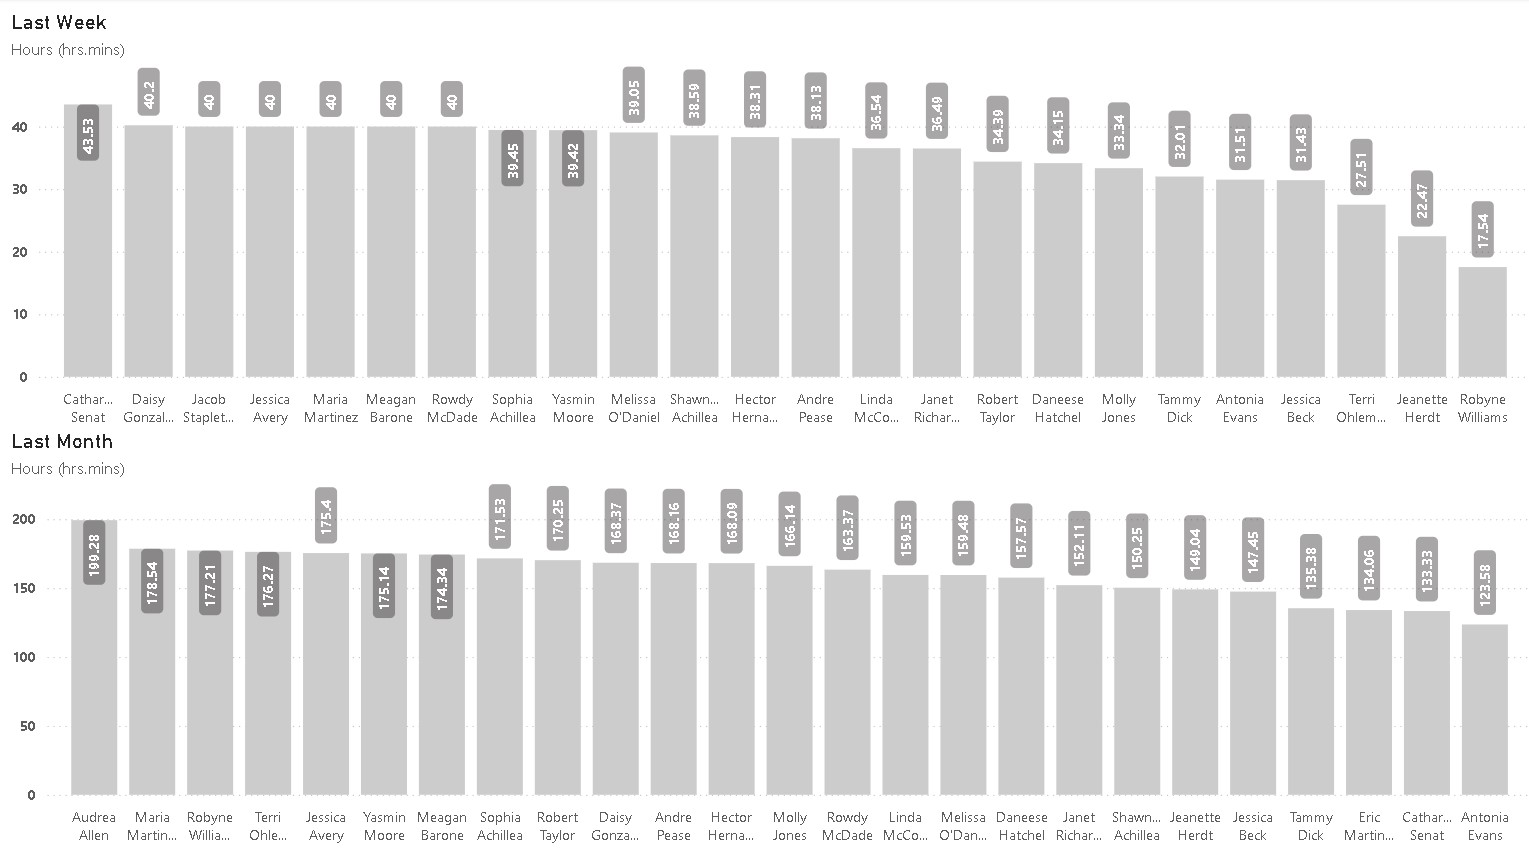 Last Week
Hours (hrs.mins)
43.53 40.2 40 40 40 40 40 39.45 39.42 39.05 38.59 38.31 38.13 36.54 36.49 34.39 34.15 33.34 32.01 31.51 31.43 27.51 22.47 17.54
40
30
20
10
0
Cathar... Daisy Jacob Jessica Maria Meagan Rowdy Sophia Yasmin Melissa Shawn... Hector Andre Linda Janet Robert Daneese Molly Tammy Antonia Jessica Terri Jeanette Robyne
Senat Gonzal... Staplet... Avery Martinez Barone McDade Achillea Moore O'Daniel Achillea Herna... Pease McCo... Richar... Taylor Hatchel Jones Dick Evans Beck Ohlem... Herdt Williams
Last Month
Hours (hrs.mins)
199.28 178.54 177.21 176.27 175.4 175.14 174.34 171.53 170.25 168.37 168.16 168.09 166.14 163.37 159.53 159.48 157.57 152.11 150.25 149.04 147.45 135.38 134.06 133.33 123.58
200
150
100
50
0
Audrea Maria Robyne Terri Jessica Yasmin Meagan Sophia Robert Daisy Andre Hector Molly Rowdy Linda Melissa Daneese Janet Shawn... Jeanette Jessica Tammy Eric Cathar... Antonia
Allen Martin... Willia... Ohle... Avery Moore Barone Achillea Taylor Gonza... Pease Herna... Jones McDade McCo... O'Dan... Hatchel Richar... Achillea Herdt Beck Dick Martin... Senat Evans